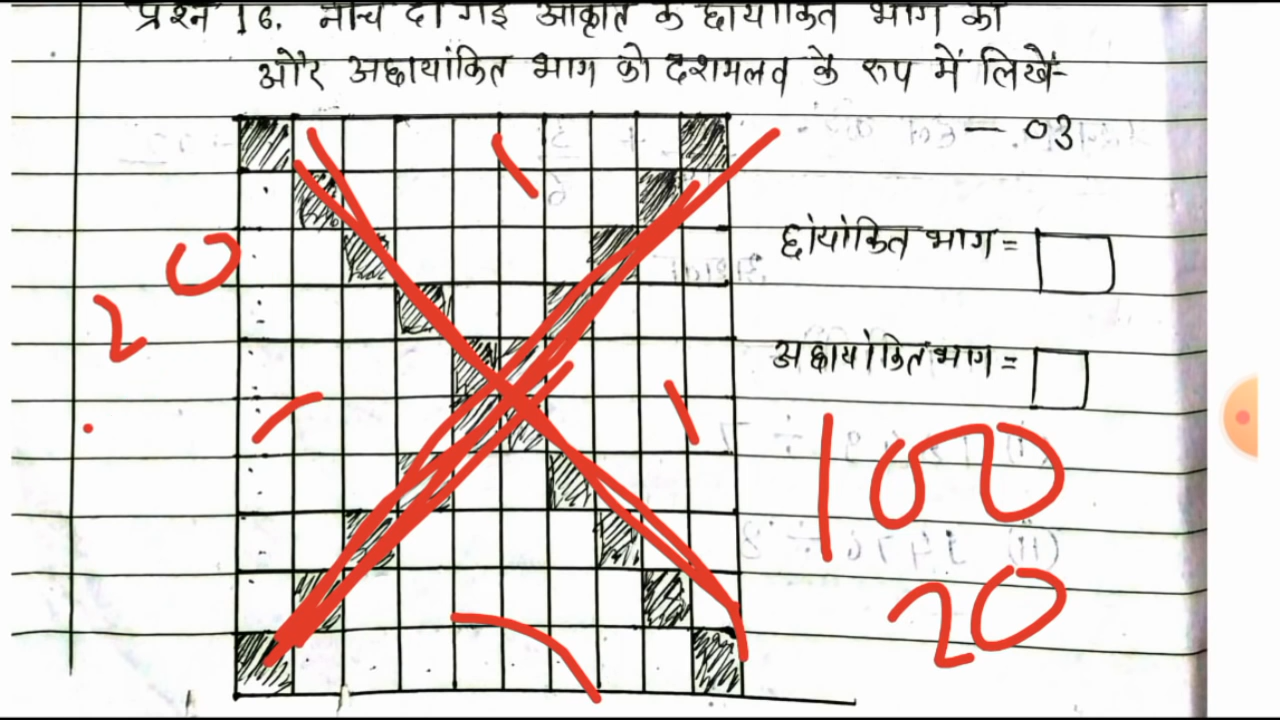 प्रश्न 16. नीचे दी गई आकृति के छायांकित भाग को
और अछायांकित भाग को दशमलव के रूप में लिखें-
— 03
छांयांकित भाग =
अछायांकित भाग =
20
100
20